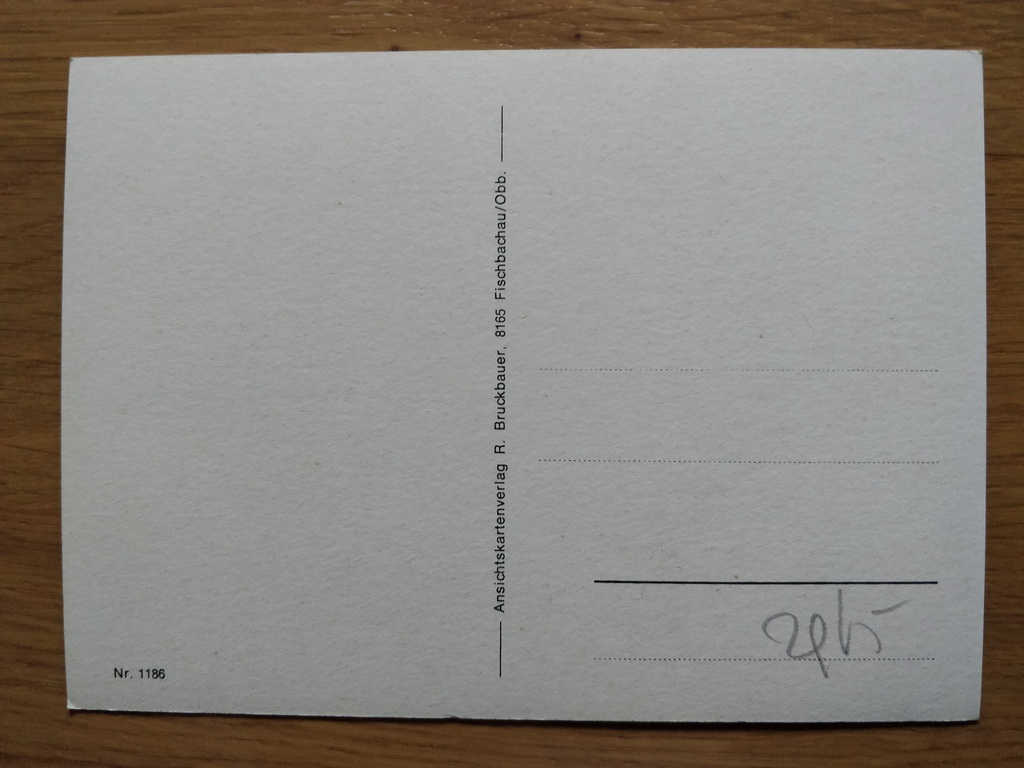 Ansichtskartenverlag R. Bruckbauer, 8165 Fischbachau/Obb.
Nr. 1186